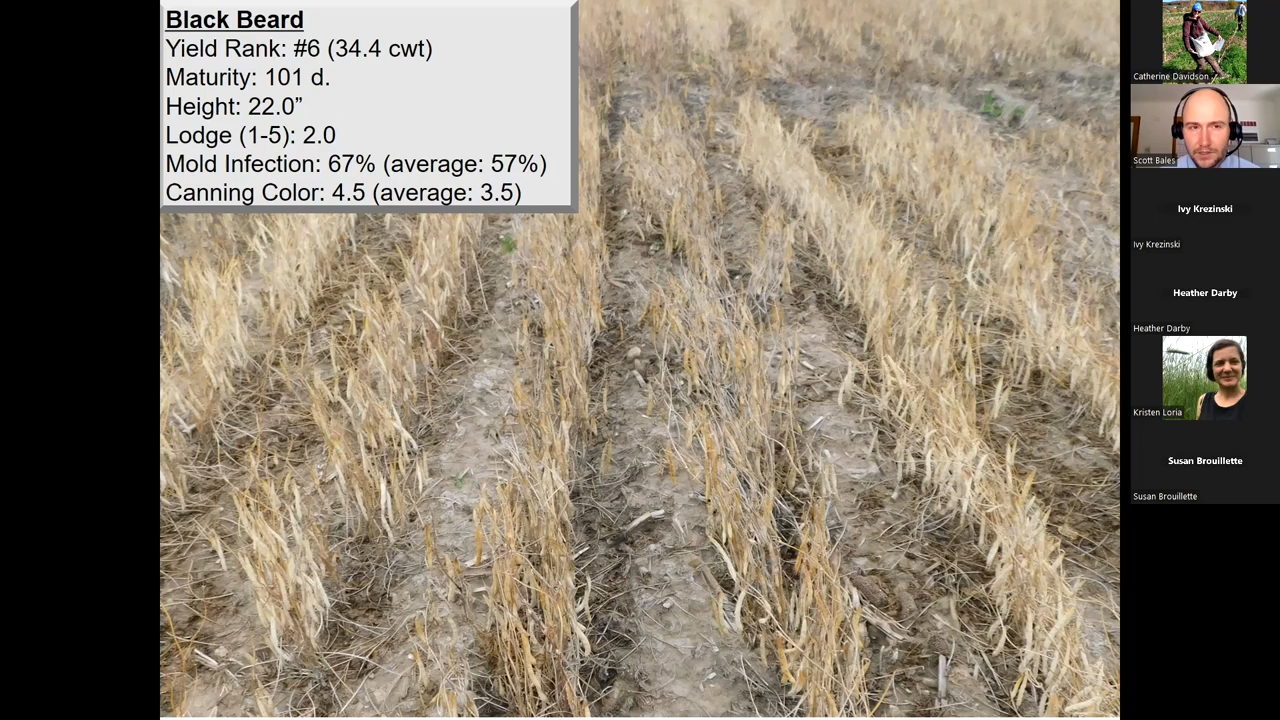 Black Beard
Yield Rank: #6 (34.4 cwt)
Maturity: 101 d.
Height: 22.0”
Lodge (1-5): 2.0
Mold Infection: 67% (average: 57%)
Canning Color: 4.5 (average: 3.5)
Catherine Davidson
Scott Bales
Ivy Krezinski
Ivy Krezinski
Heather Darby
Heather Darby
Kristen Loria
Susan Brouillette
Susan Brouillette